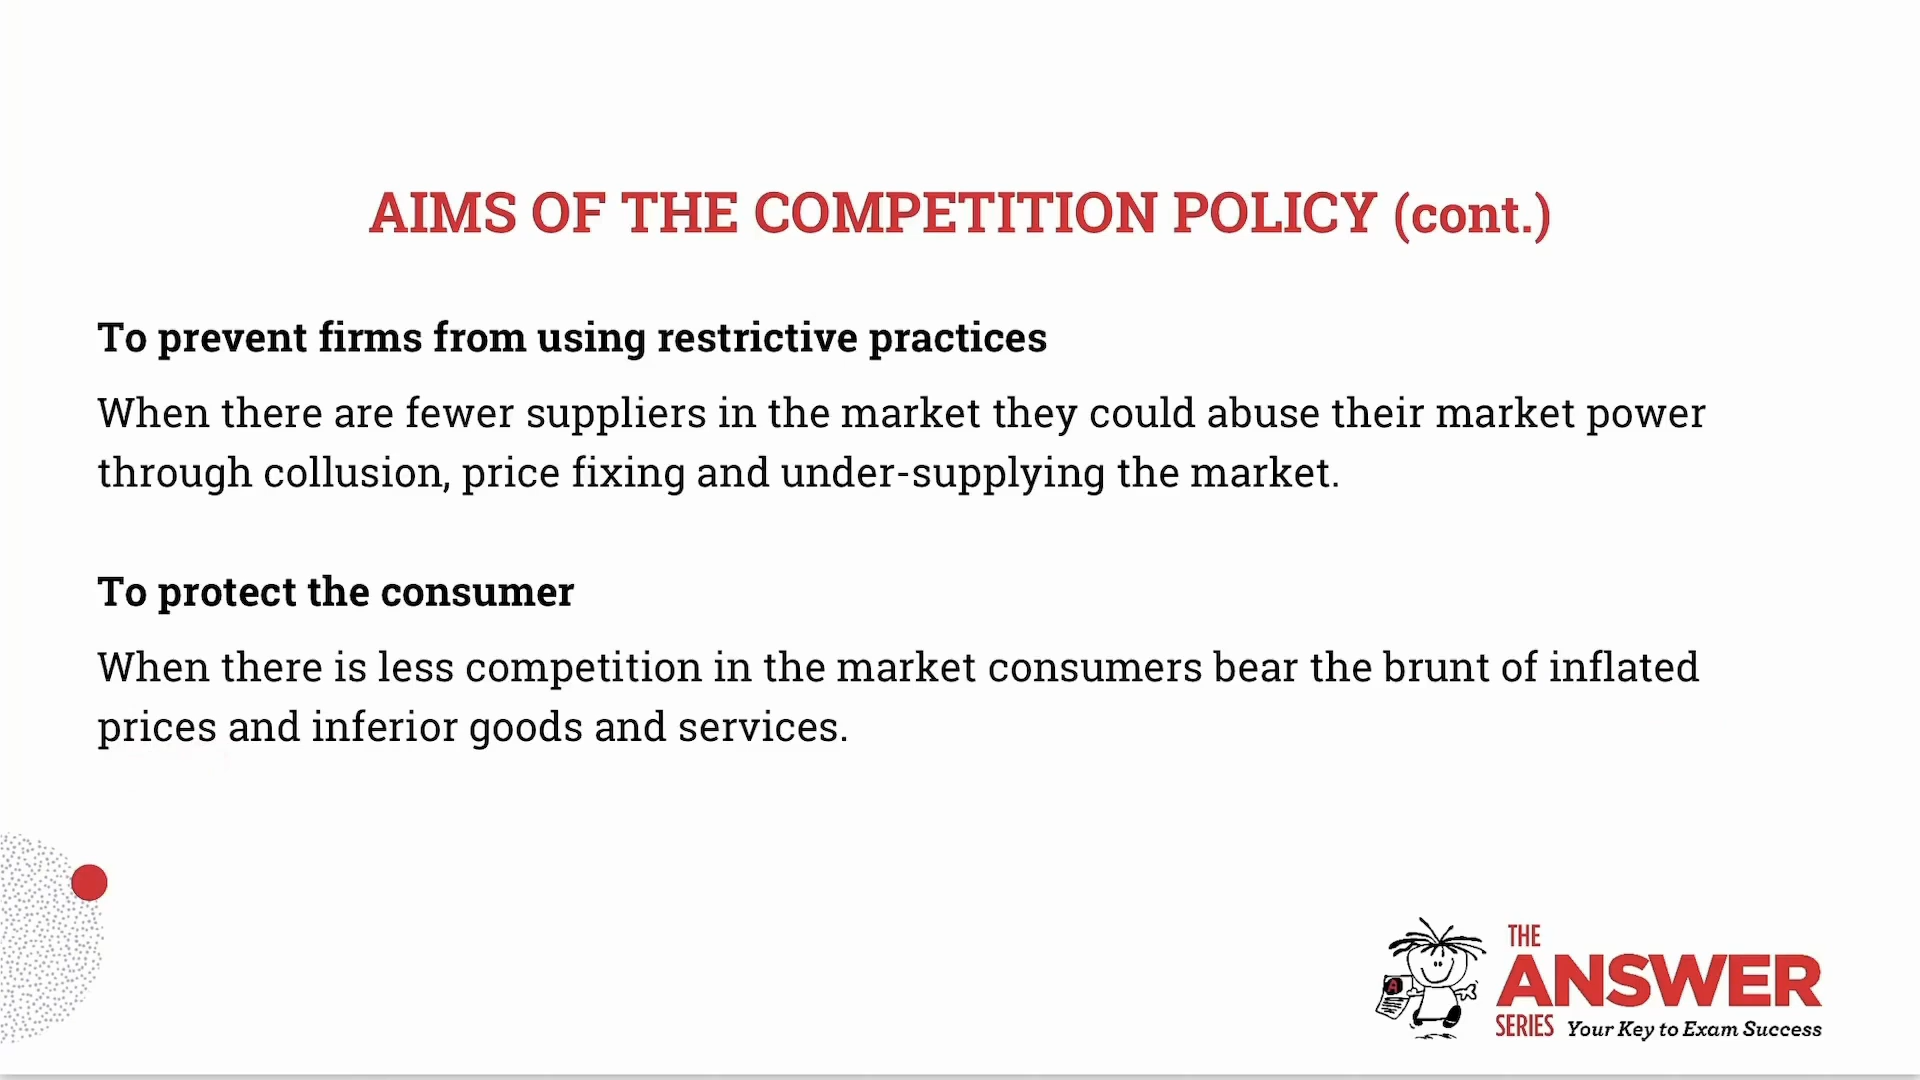 AIMS OF THE COMPETITION POLICY (cont.)
To prevent firms from using restrictive practices
When there are fewer suppliers in the market they could abuse their market power
through collusion, price fixing and under-supplying the market.
To protect the consumer
When there is less competition in the market consumers bear the brunt of inflated
prices and inferior goods and services.
A
THE
ANSWER
SERIES Your Key to Exam Success